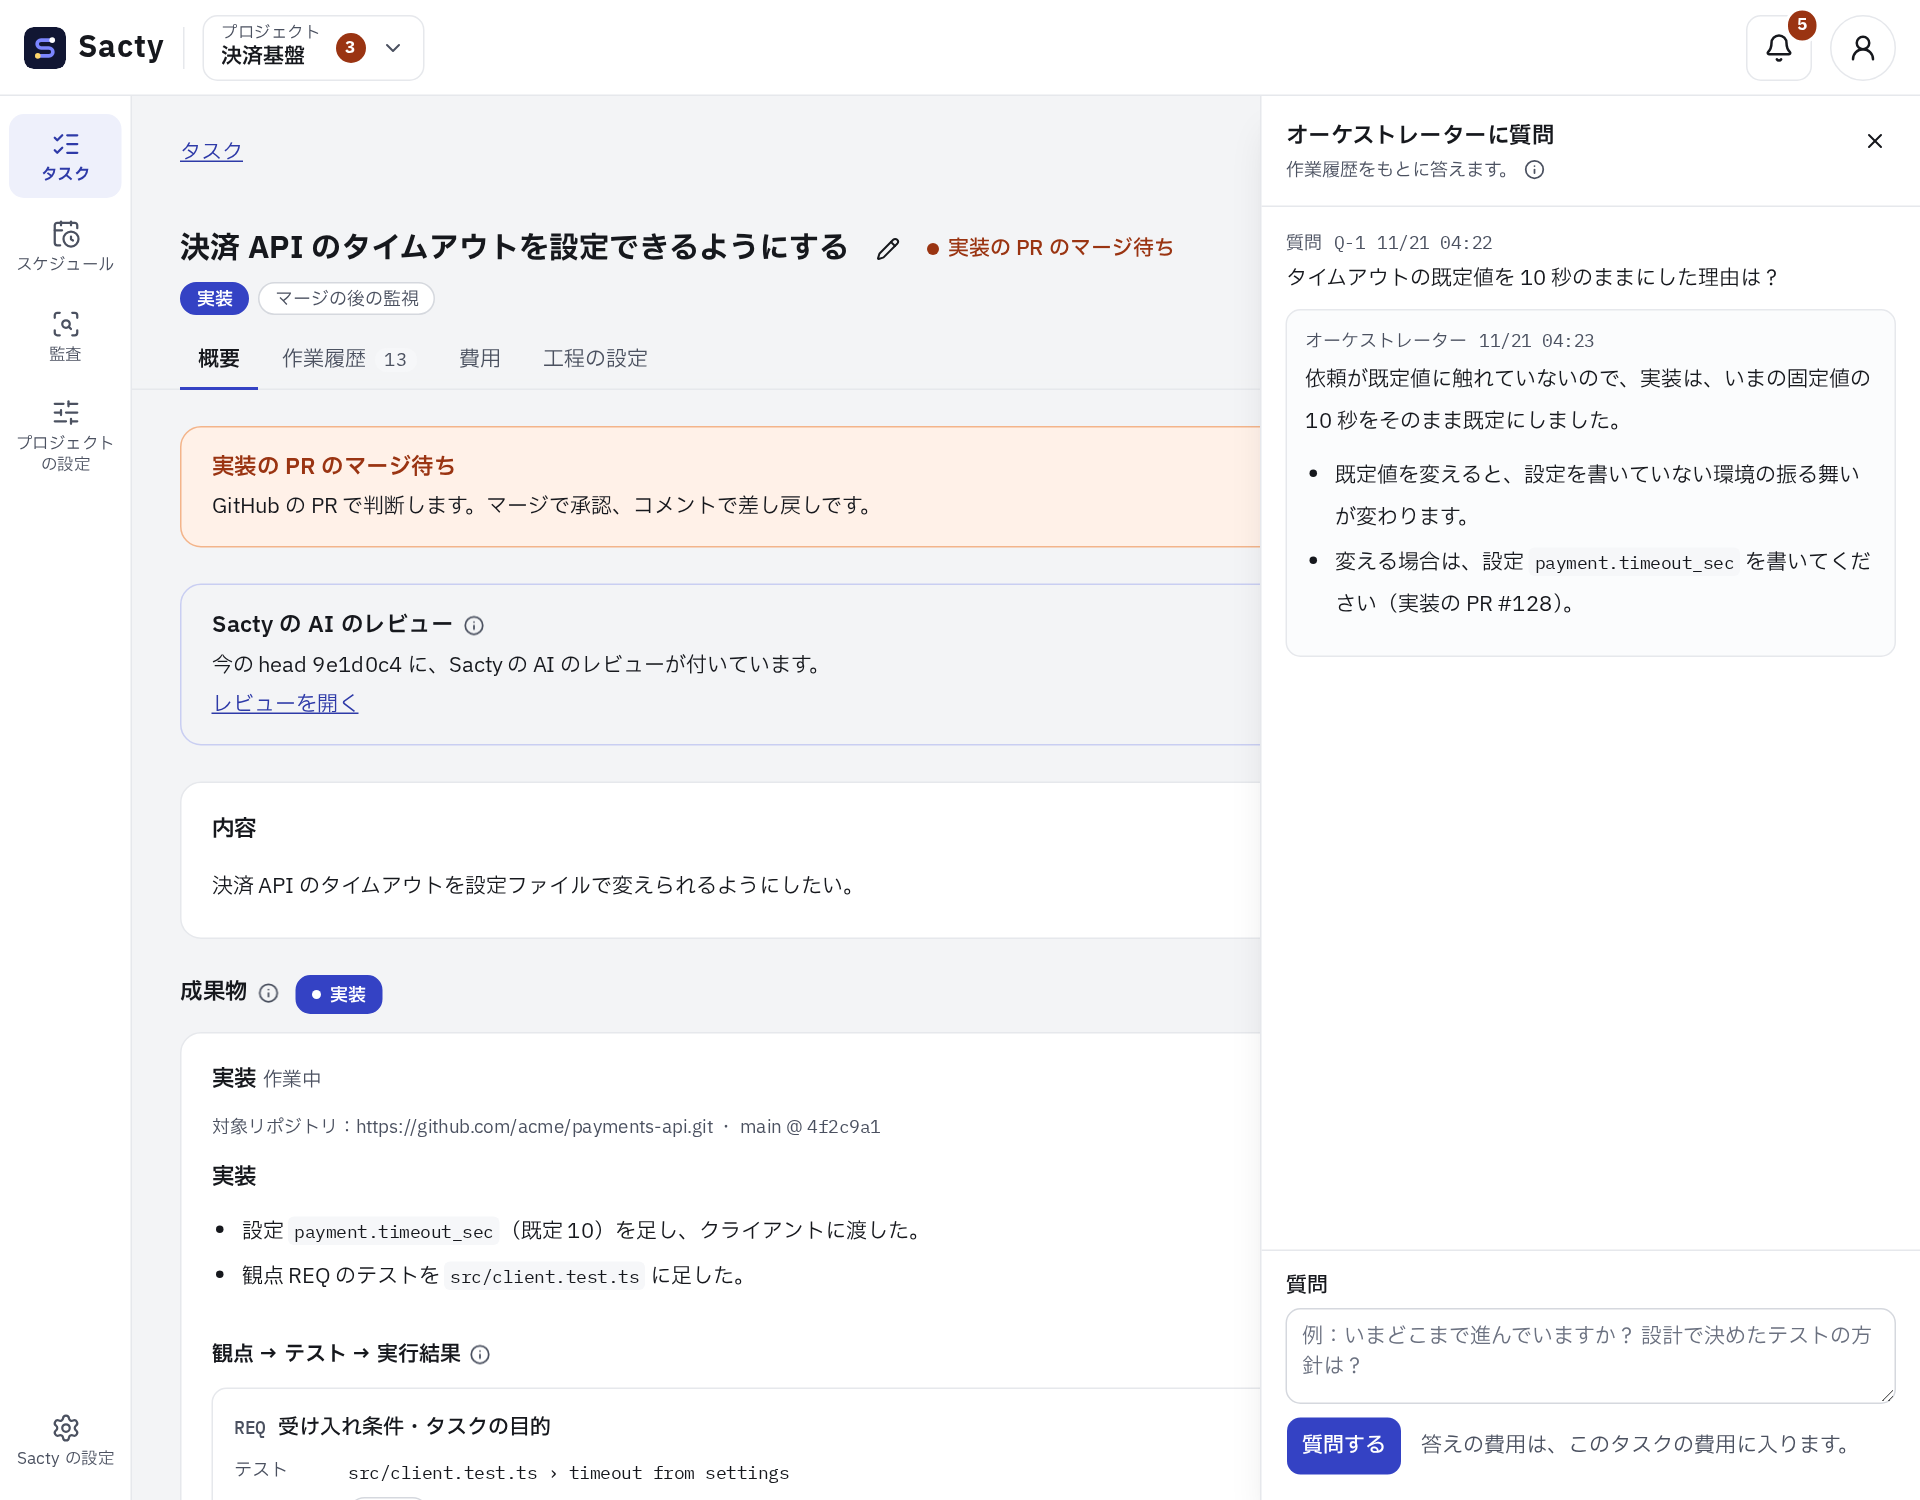 Sacty
プロジェクト
決済基盤
3
5
タスク
スケジュール
監査
プロジェクト
の設定
Sacty の設定
タスク
決済 API のタイムアウトを設定できるようにする
実装の PR のマージ待ち
実装
マージの後の監視
概要
作業履歴 13
費用
工程の設定
実装の PR のマージ待ち
GitHub の PR で判断します。マージで承認、コメントで差し戻しです。
Sacty の AI のレビュー
今の head 9e1d0c4 に、Sacty の AI のレビューが付いています。
レビューを開く
内容
決済 API のタイムアウトを設定ファイルで変えられるようにしたい。
成果物
実装
実装 作業中
対象リポジトリ：https://github.com/acme/payments-api.git ・ main @ 4f2c9a1
実装
設定 payment.timeout_sec（既定 10）を足し、クライアントに渡した。
観点 REQ のテストを src/client.test.ts に足した。
観点 → テスト → 実行結果
REQ 受け入れ条件・タスクの目的
テスト
src/client.test.ts › timeout from settings
オーケストレーターに質問
作業履歴をもとに答えます。
質問 Q-1 11/21 04:22
タイムアウトの既定値を 10 秒のままにした理由は？
オーケストレーター 11/21 04:23
依頼が既定値に触れていないので、実装は、いまの固定値の
10 秒をそのまま既定にしました。
既定値を変えると、設定を書いていない環境の振る舞い
が変わります。
変える場合は、設定 payment.timeout_sec を書いてくだ
さい（実装の PR #128）。
質問
例：いまどこまで進んでいますか？ 設計で決めたテストの方
針は？
質問する
答えの費用は、このタスクの費用に入ります。